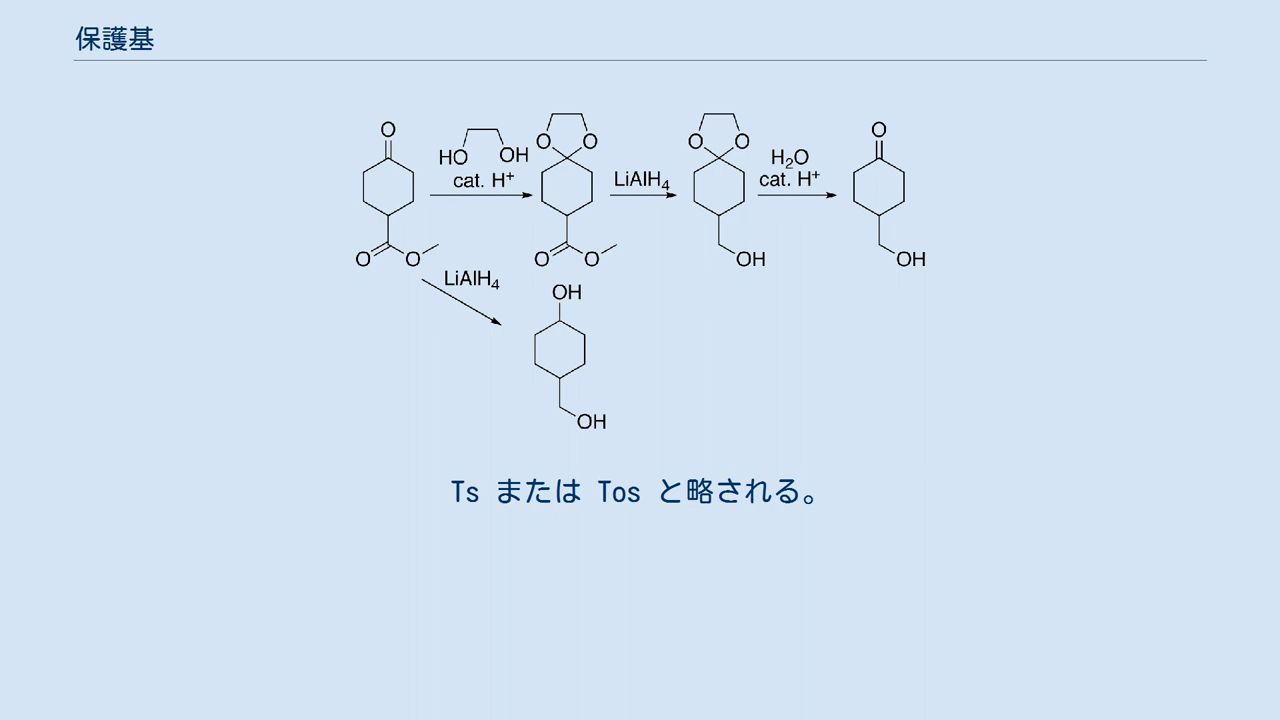 保護基
O
HO OH
cat. H⁺
O O
LiAlH₄
O O
H₂O
cat. H⁺
O
O O
O O
OH
OH
LiAlH₄
OH
OH
Ts または Tos と略される。